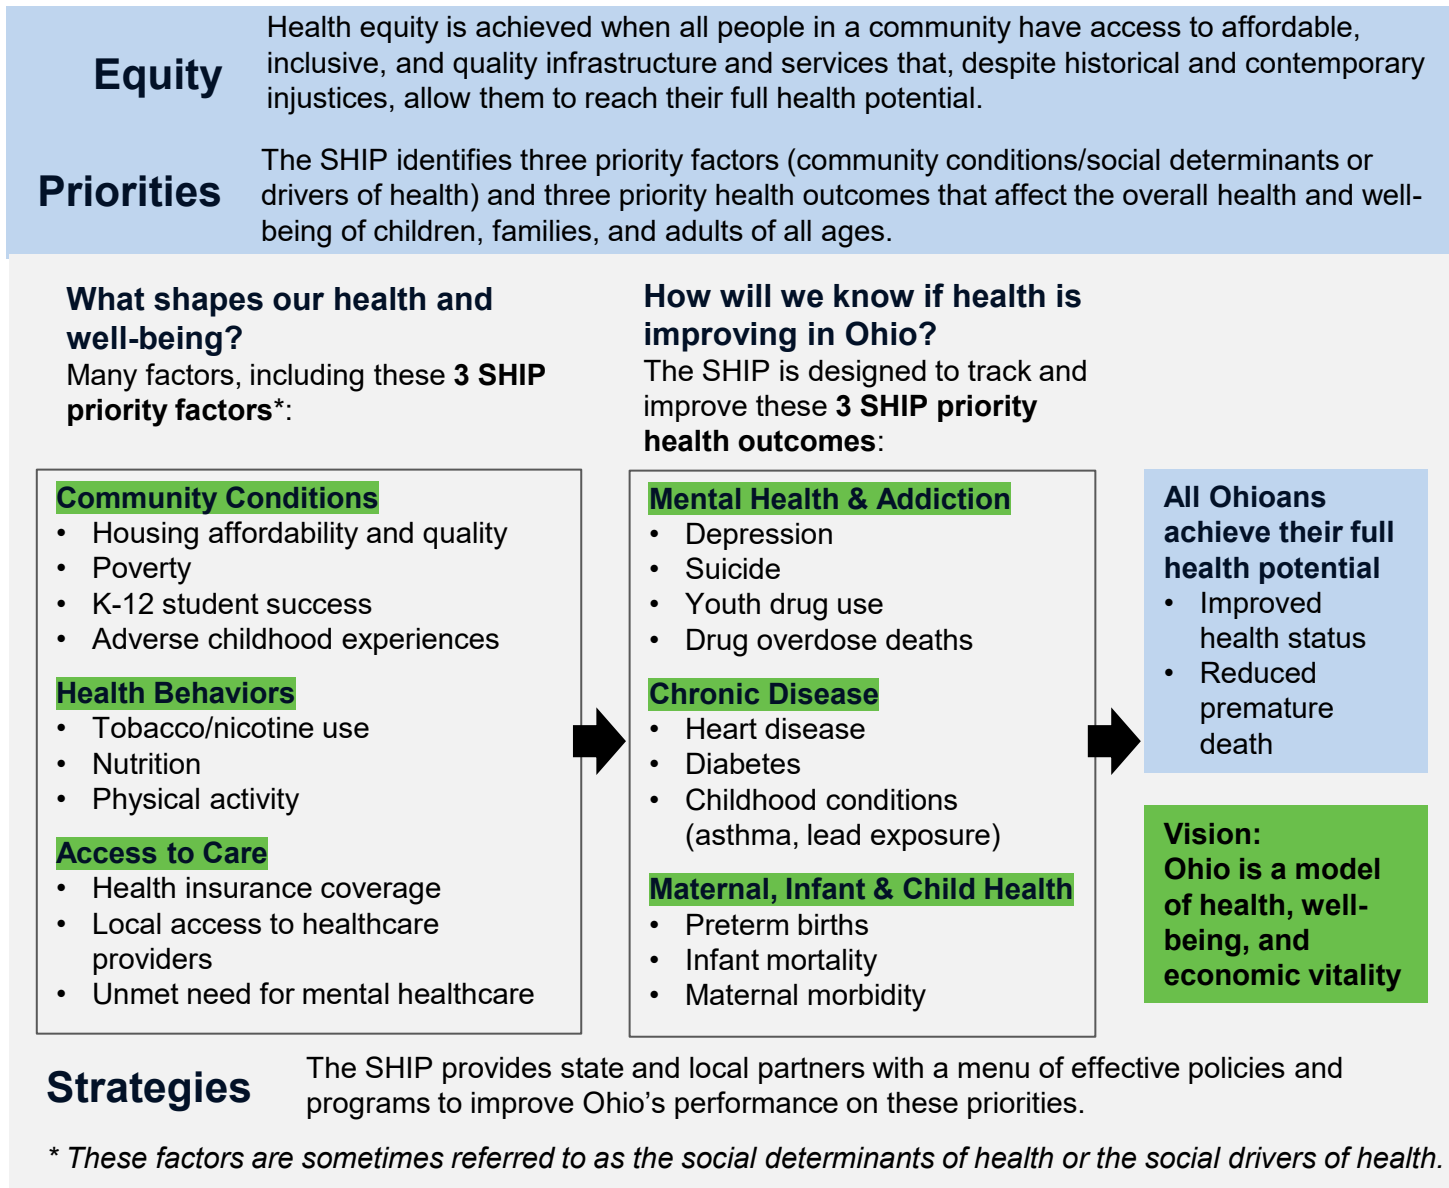 Equity
Health equity is achieved when all people in a community have access to affordable,
inclusive, and quality infrastructure and services that, despite historical and contemporary
injustices, allow them to reach their full health potential.
Priorities
The SHIP identifies three priority factors (community conditions/social determinants or
drivers of health) and three priority health outcomes that affect the overall health and well-
being of children, families, and adults of all ages.
What shapes our health and
well-being?
Many factors, including these 3 SHIP
priority factors*:
Community Conditions
• Housing affordability and quality
• Poverty
• K-12 student success
• Adverse childhood experiences
Health Behaviors
• Tobacco/nicotine use
• Nutrition
• Physical activity
Access to Care
• Health insurance coverage
• Local access to healthcare
providers
• Unmet need for mental healthcare
How will we know if health is
improving in Ohio?
The SHIP is designed to track and
improve these 3 SHIP priority
health outcomes:
Mental Health & Addiction
• Depression
• Suicide
• Youth drug use
• Drug overdose deaths
Chronic Disease
• Heart disease
• Diabetes
• Childhood conditions
(asthma, lead exposure)
Maternal, Infant & Child Health
• Preterm births
• Infant mortality
• Maternal morbidity
All Ohioans
achieve their full
health potential
• Improved
health status
• Reduced
premature
death
Vision:
Ohio is a model
of health, well-
being, and
economic vitality
Strategies
The SHIP provides state and local partners with a menu of effective policies and
programs to improve Ohio’s performance on these priorities.
* These factors are sometimes referred to as the social determinants of health or the social drivers of health.